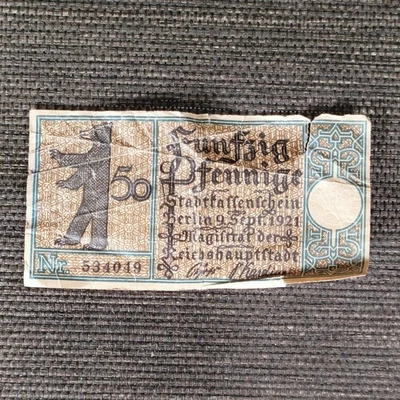 50
Fünfzig
Pfennige
Stadtkassenschein
Berlin 9. Sept. 1921
Magistrat der
Reichshauptstadt
Nr. 534049